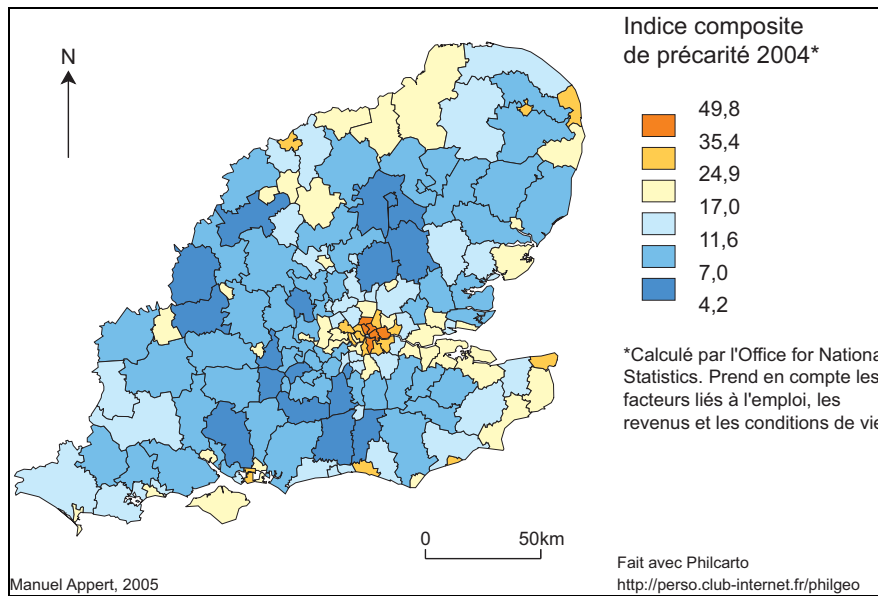 Indice composite
de précarité 2004*
N
49,8
35,4
24,9
17,0
11,6
7,0
4,2
*Calculé par l'Office for Nationa
Statistics. Prend en compte les
facteurs liés à l'emploi, les
revenus et les conditions de vie
0 50km
Manuel Appert, 2005
Fait avec Philcarto
http://perso.club-internet.fr/philgeo